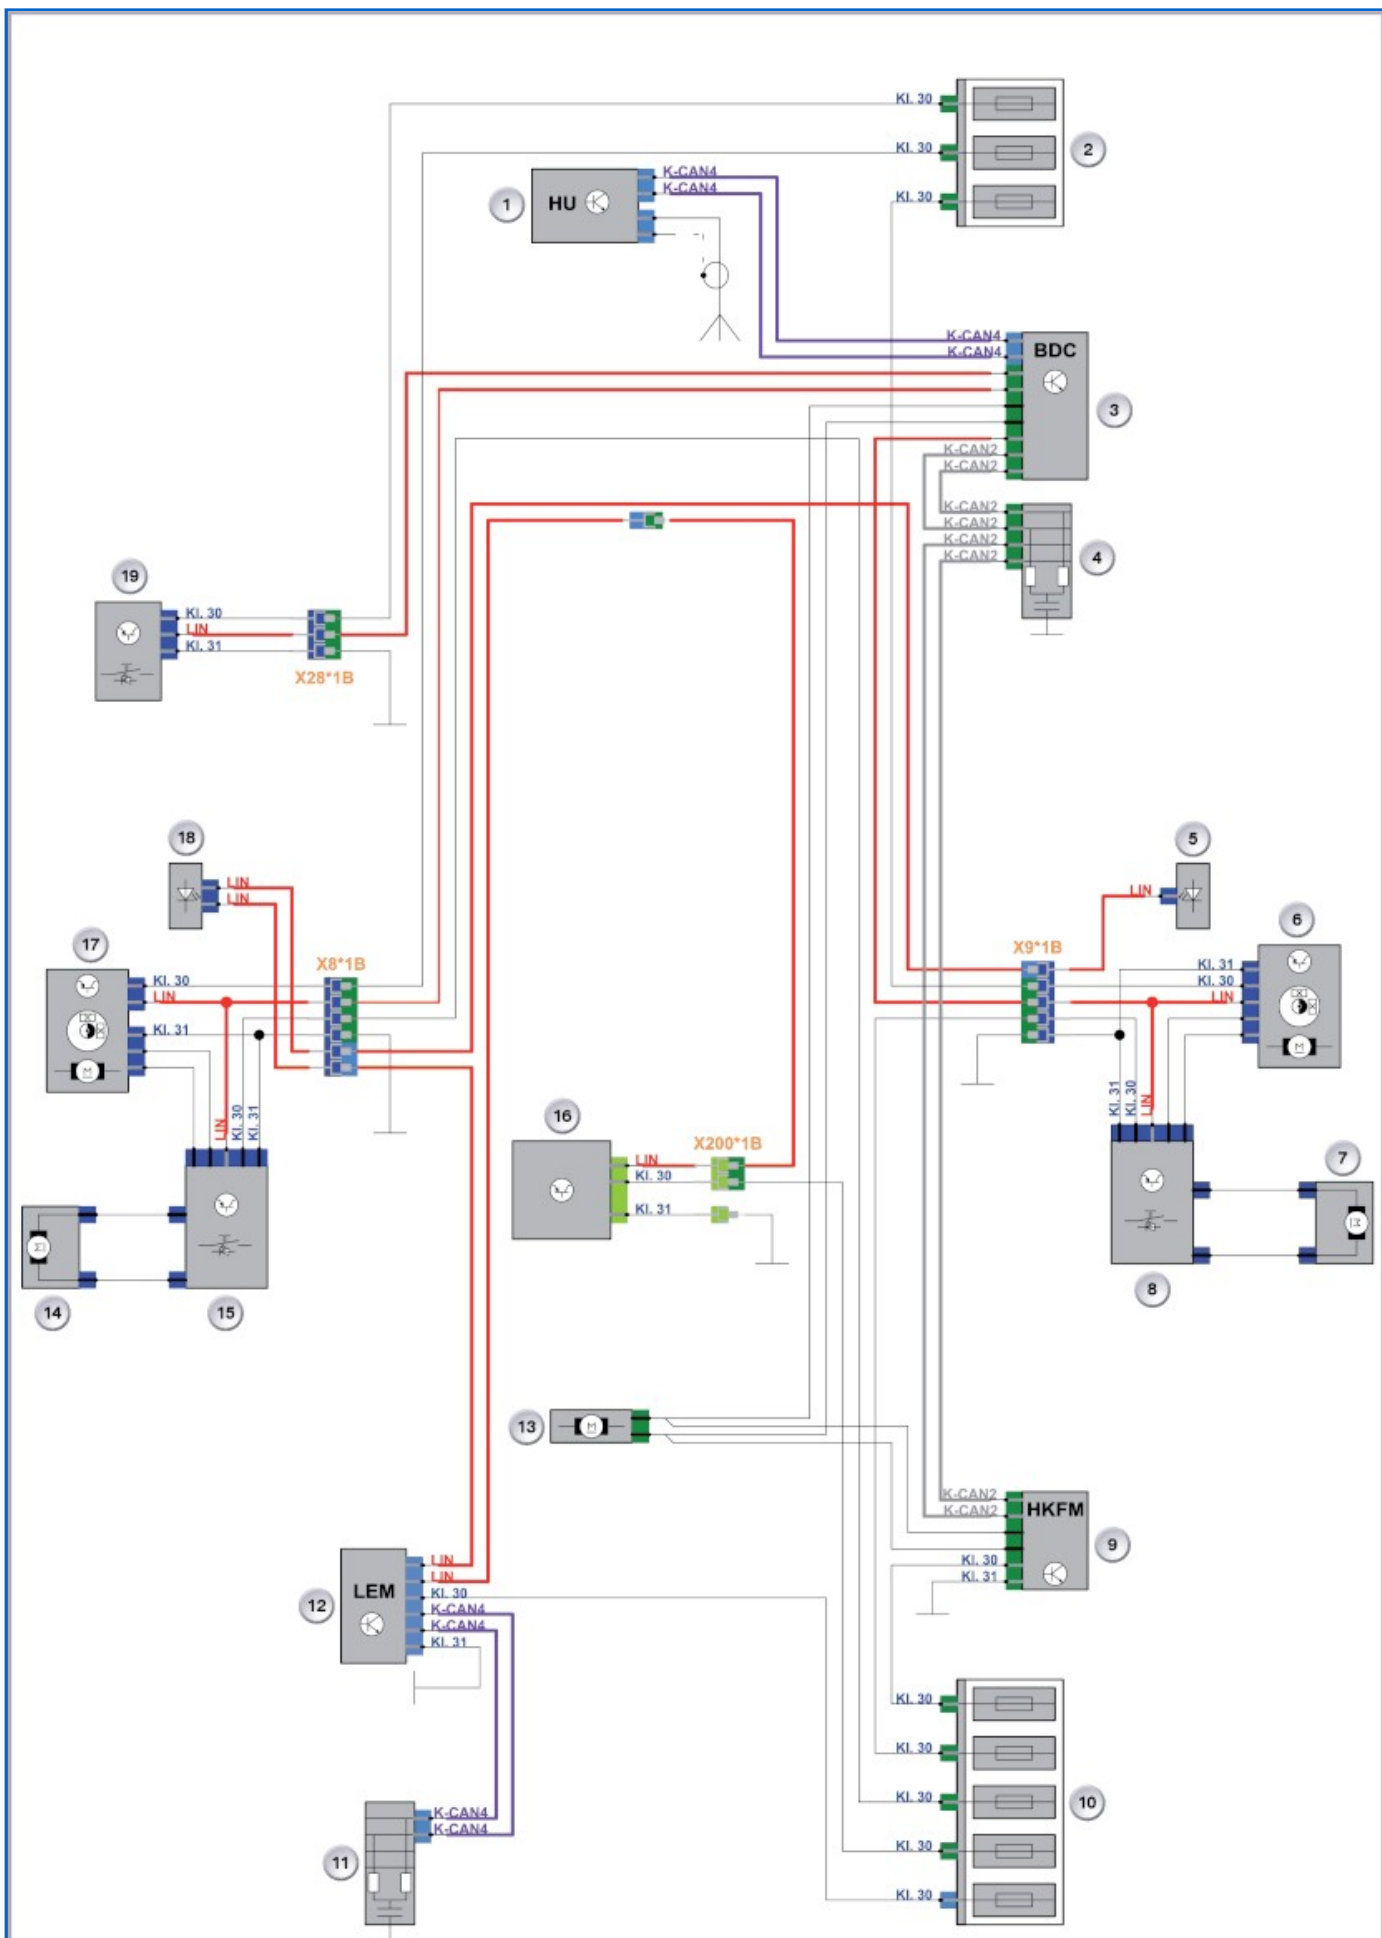 Kl. 30
2
Kl. 30
K-CAN4
K-CAN4
1
HU
Kl. 30
K-CAN4
K-CAN4
BDC
3
K-CAN2
K-CAN2
K-CAN2
K-CAN2
K-CAN2
K-CAN2
4
19
Kl. 30
LIN
Kl. 31
X28*1B
18
5
LIN
LIN
LIN
17
6
X8*1B
X9*1B
Kl. 30
LIN
Kl. 31
M
Kl. 31
Kl. 30
LIN
M
LIN
Kl. 30
Kl. 31
Kl. 31
Kl. 30
LIN
16
X200*1B
LIN
Kl. 30
Kl. 31
7
M
M
14
15
8
13
M
K-CAN2
K-CAN2
HKFM
9
Kl. 30
Kl. 31
12
LEM
LIN
LIN
Kl. 30
K-CAN4
K-CAN4
Kl. 31
Kl. 30
Kl. 30
Kl. 30
10
K-CAN4
K-CAN4
11
Kl. 30
Kl. 30